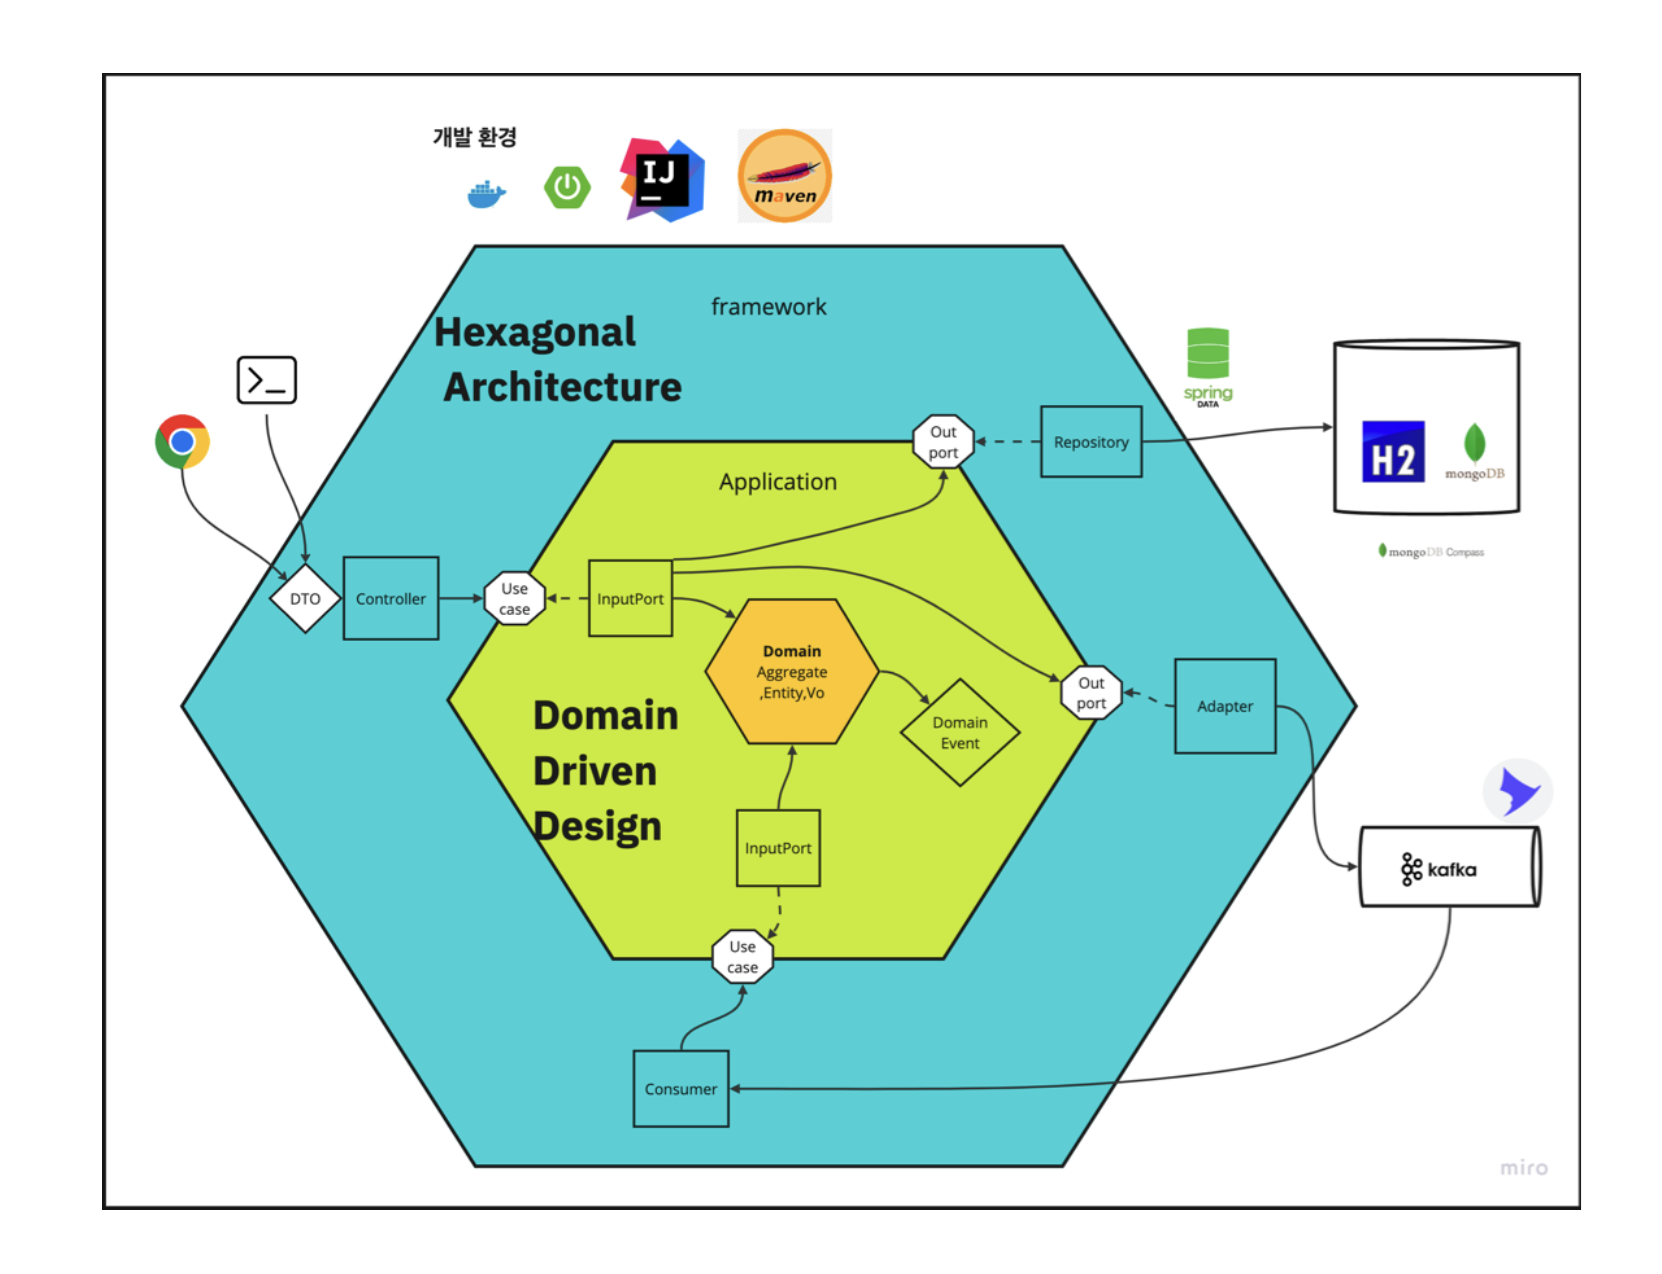 개발 환경
IJ
maven
framework
Hexagonal
Architecture
spring
DATA
Out
port
Repository
H2
mongoDB
mongoDB Compass
Application
DTO
Controller
Use
case
InputPort
Domain
Aggregate
,Entity,Vo
Out
port
Adapter
Domain
Event
Domain
Driven
Design
InputPort
kafka
Use
case
Consumer
miro